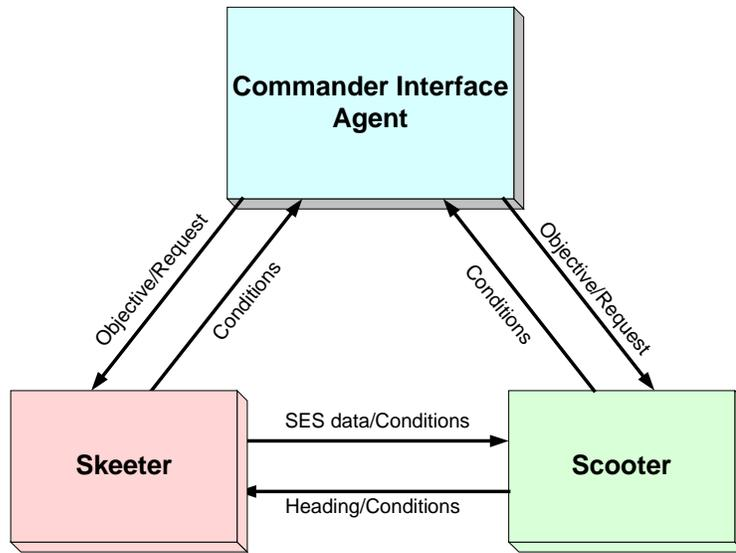 Commander Interface
Agent
Objective/Request
Conditions
Conditions
Objective/Request
SES data/Conditions
Skeeter
Scooter
Heading/Conditions